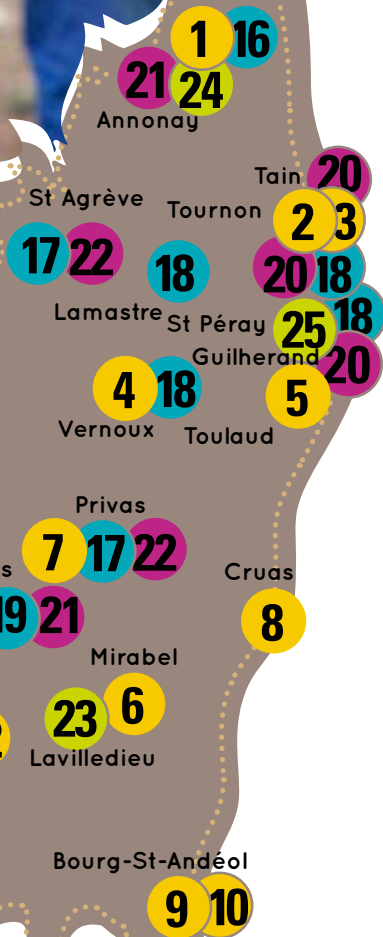 1 16
21 24
Annonay
Tain 20
St Agrève
Tournon 2 3
17 22 18 20 18
Lamastre
St Péray 25 18
Guilherand 20
4 18 5
Vernoux Toulaud
Privas
7 17 22
Cruas
s
19 21 8
Mirabel
23 6
Lavilledieu
Bourg-St-Andéol
9 10